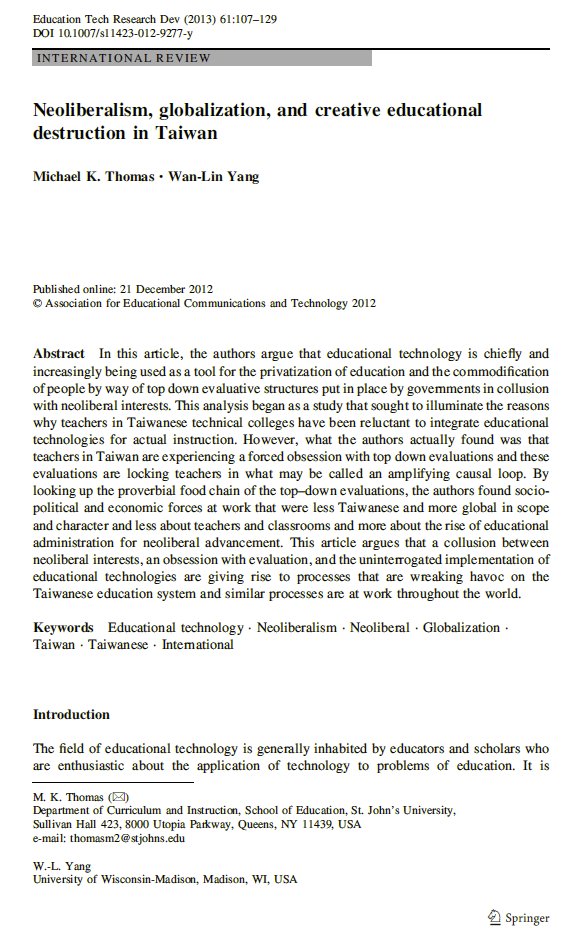 Education Tech Research Dev (2013) 61:107–129
DOI 10.1007/s11423-012-9277-y
INTERNATIONAL REVIEW
Neoliberalism, globalization, and creative educational
destruction in Taiwan
Michael K. Thomas · Wan-Lin Yang
Published online: 21 December 2012
© Association for Educational Communications and Technology 2012
Abstract In this article, the authors argue that educational technology is chiefly and
increasingly being used as a tool for the privatization of education and the commodification
of people by way of top down evaluative structures put in place by governments in collusion
with neoliberal interests. This analysis began as a study that sought to illuminate the reasons
why teachers in Taiwanese technical colleges have been reluctant to integrate educational
technologies for actual instruction. However, what the authors actually found was that
teachers in Taiwan are experiencing a forced obsession with top down evaluations and these
evaluations are locking teachers in what may be called an amplifying causal loop. By
looking up the proverbial food chain of the top–down evaluations, the authors found socio-
political and economic forces at work that were less Taiwanese and more global in scope
and character and less about teachers and classrooms and more about the rise of educational
administration for neoliberal advancement. This article argues that a collusion between
neoliberal interests, an obsession with evaluation, and the uninterrogated implementation of
educational technologies are giving rise to processes that are wreaking havoc on the
Taiwanese education system and similar processes are at work throughout the world.
Keywords Educational technology · Neoliberalism · Neoliberal · Globalization ·
Taiwan · Taiwanese · International
Introduction
The field of educational technology is generally inhabited by educators and scholars who
are enthusiastic about the application of technology to problems of education. It is
M. K. Thomas (✉)
Department of Curriculum and Instruction, School of Education, St. John's University,
Sullivan Hall 423, 8000 Utopia Parkway, Queens, NY 11439, USA
e-mail: thomasm2@stjohns.edu
W.-L. Yang
University of Wisconsin-Madison, Madison, WI, USA
Springer